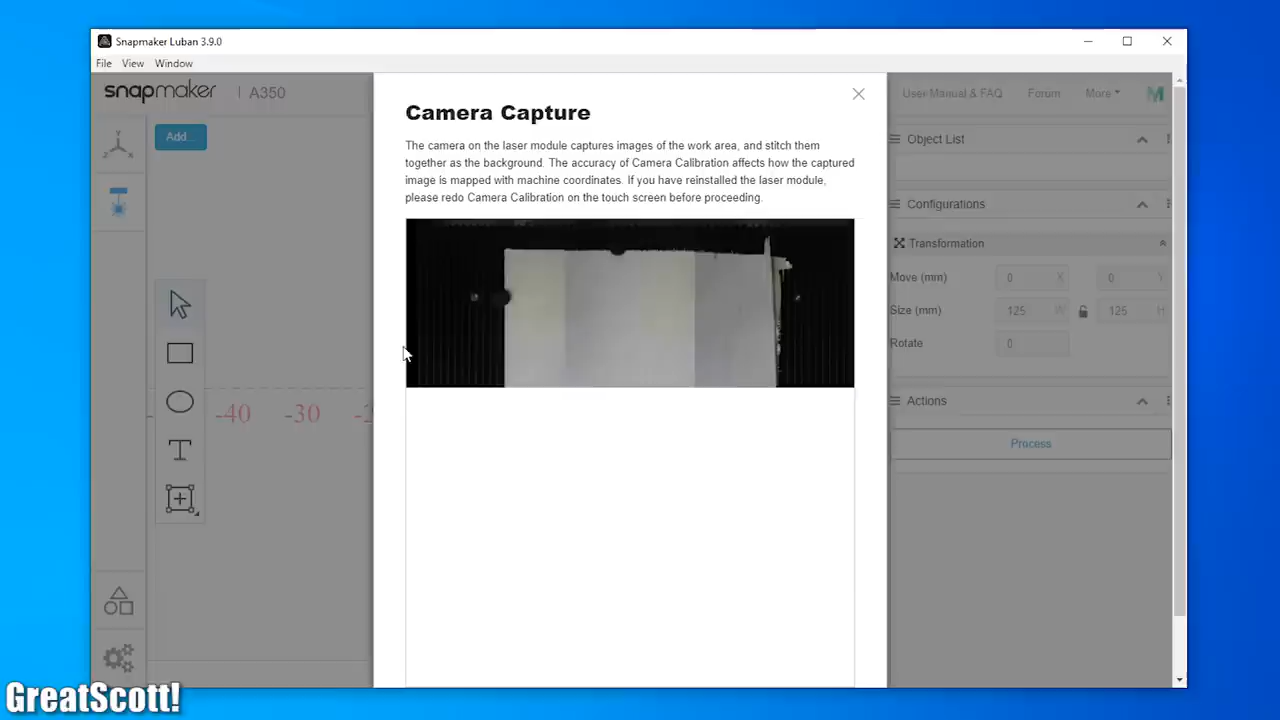 Snapmaker Luban 3.9.0
File View Window
snapmaker | A350
User Manual & FAQ Forum More
Add...
Camera Capture
The camera on the laser module captures images of the work area, and stitch them
together as the background. The accuracy of Camera Calibration affects how the captured
image is mapped with machine coordinates. If you have reinstalled the laser module,
please redo Camera Calibration on the touch screen before proceeding.
Object List
Configurations
Transformation
Move (mm) 0 X 0 Y
Size (mm) 125 W 125 H
Rotate 0
Actions
Process
Y
Z X
-40 -30
T
GreatScott!